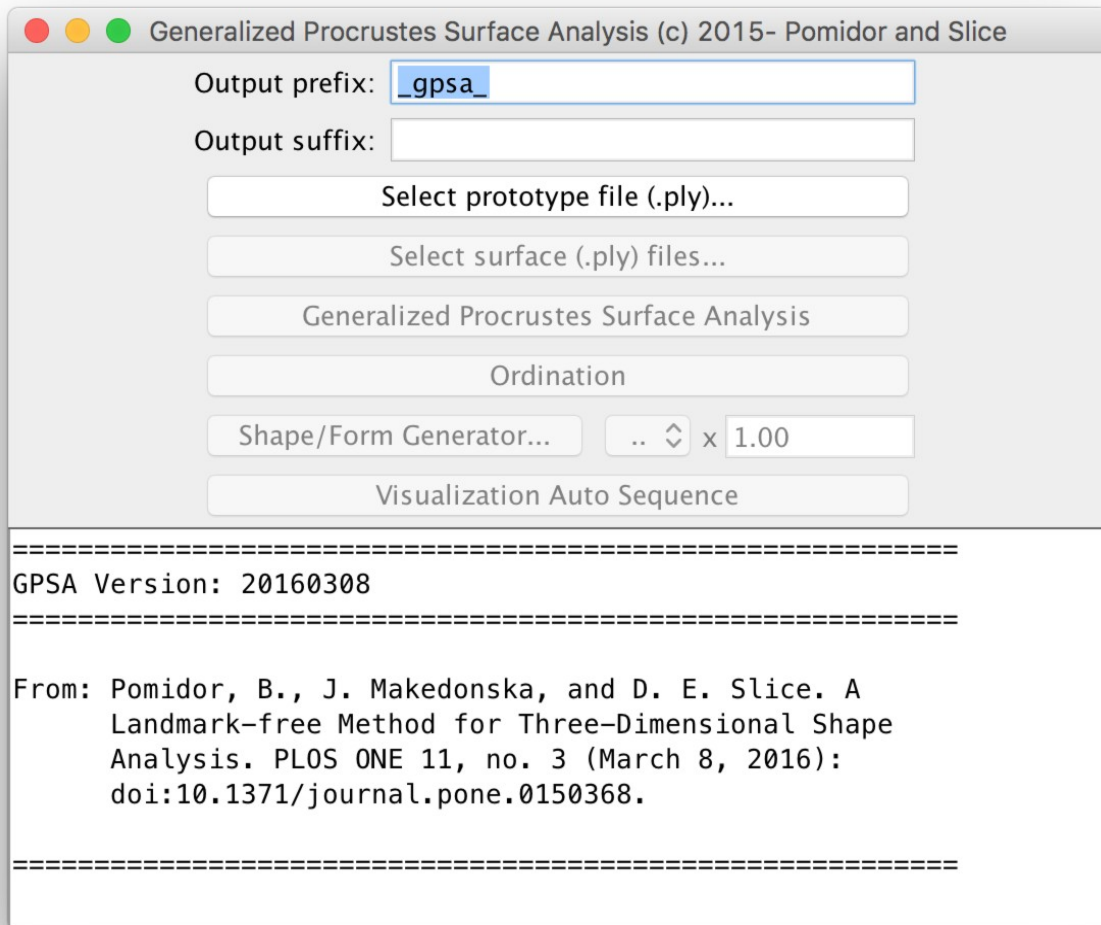 Generalized Procrustes Surface Analysis (c) 2015- Pomidor and Slice
Output prefix: _gpsa_
Output suffix:
Select prototype file (.ply)...
Select surface (.ply) files...
Generalized Procrustes Surface Analysis
Ordination
Shape/Form Generator... .. x 1.00
Visualization Auto Sequence
==========================================================
GPSA Version: 20160308
==========================================================
From: Pomidor, B., J. Makedonska, and D. E. Slice. A
Landmark-free Method for Three-Dimensional Shape
Analysis. PLOS ONE 11, no. 3 (March 8, 2016):
doi:10.1371/journal.pone.0150368.
==========================================================